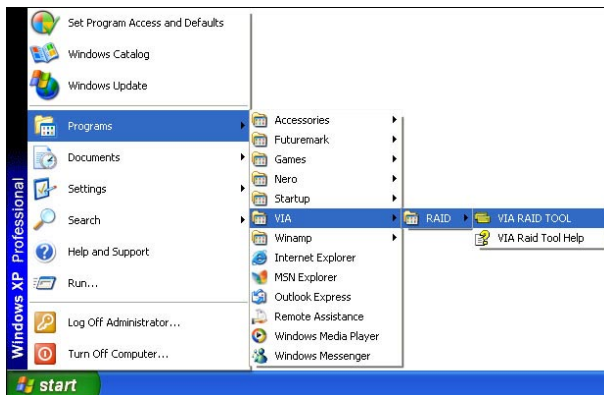 Set Program Access and Defaults
Windows Catalog
Windows Update
Programs
Documents
Settings
Search
Help and Support
Run...
Log Off Administrator...
Turn Off Computer...
Windows XP Professional
start
Accessories
Futuremark
Games
Nero
Startup
VIA
Winamp
Internet Explorer
MSN Explorer
Outlook Express
Remote Assistance
Windows Media Player
Windows Messenger
RAID
VIA RAID TOOL
VIA Raid Tool Help